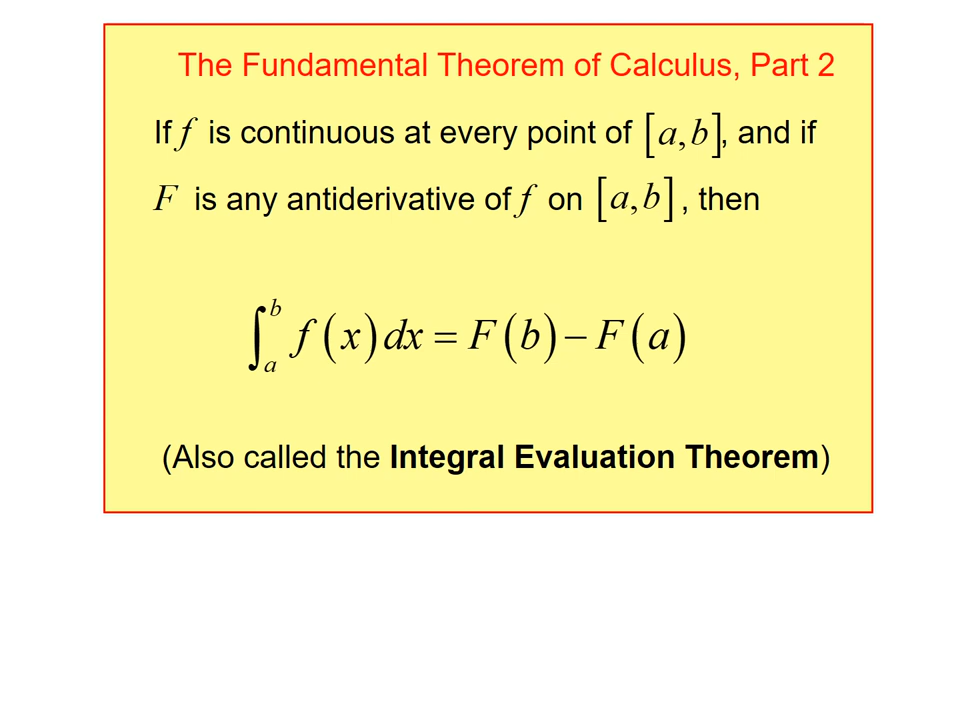 The Fundamental Theorem of Calculus, Part 2
If f is continuous at every point of [a,b], and if
F is any antiderivative of f on [a,b], then
∫_a^b f(x)dx = F(b) − F(a)
(Also called the Integral Evaluation Theorem)